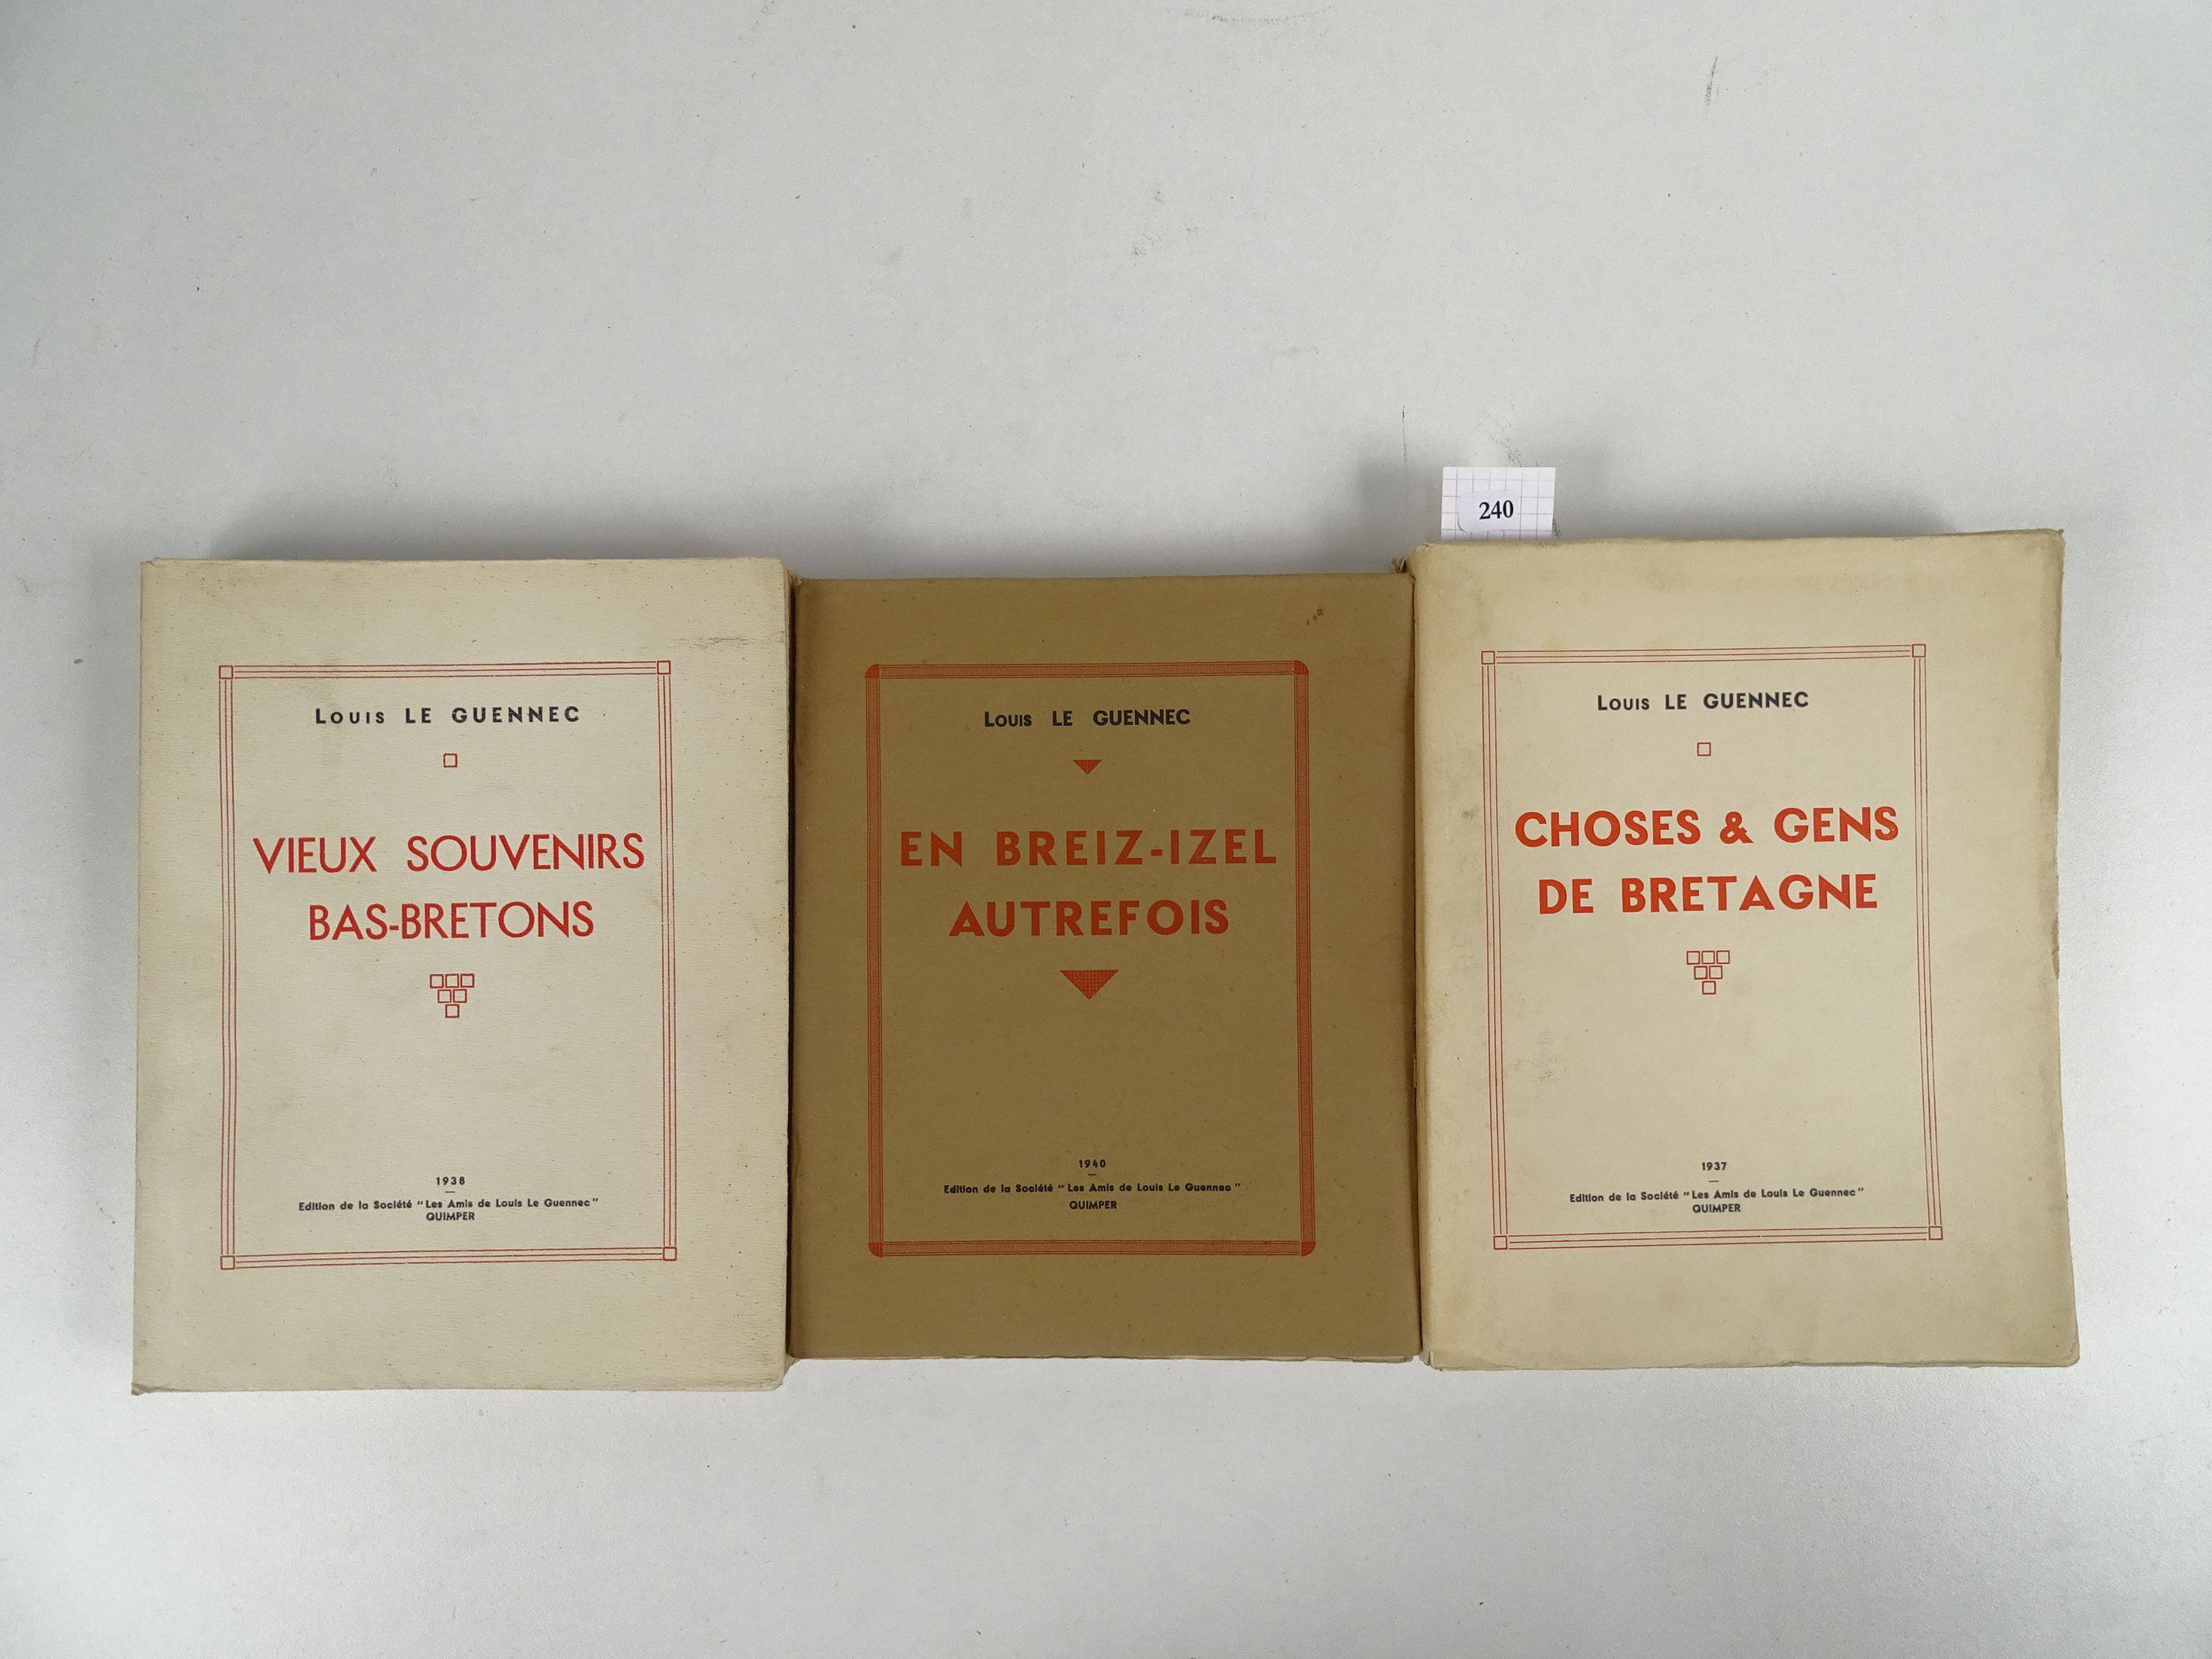 240
Louis LE GUENNEC
VIEUX SOUVENIRS
BAS-BRETONS
1938
Edition de la Société "Les Amis de Louis Le Guennec"
QUIMPER
Louis LE GUENNEC
EN BREIZ-IZEL
AUTREFOIS
1940
Edition de la Société "Les Amis de Louis Le Guennec"
QUIMPER
Louis LE GUENNEC
CHOSES & GENS
DE BRETAGNE
1937
Edition de la Société "Les Amis de Louis Le Guennec"
QUIMPER